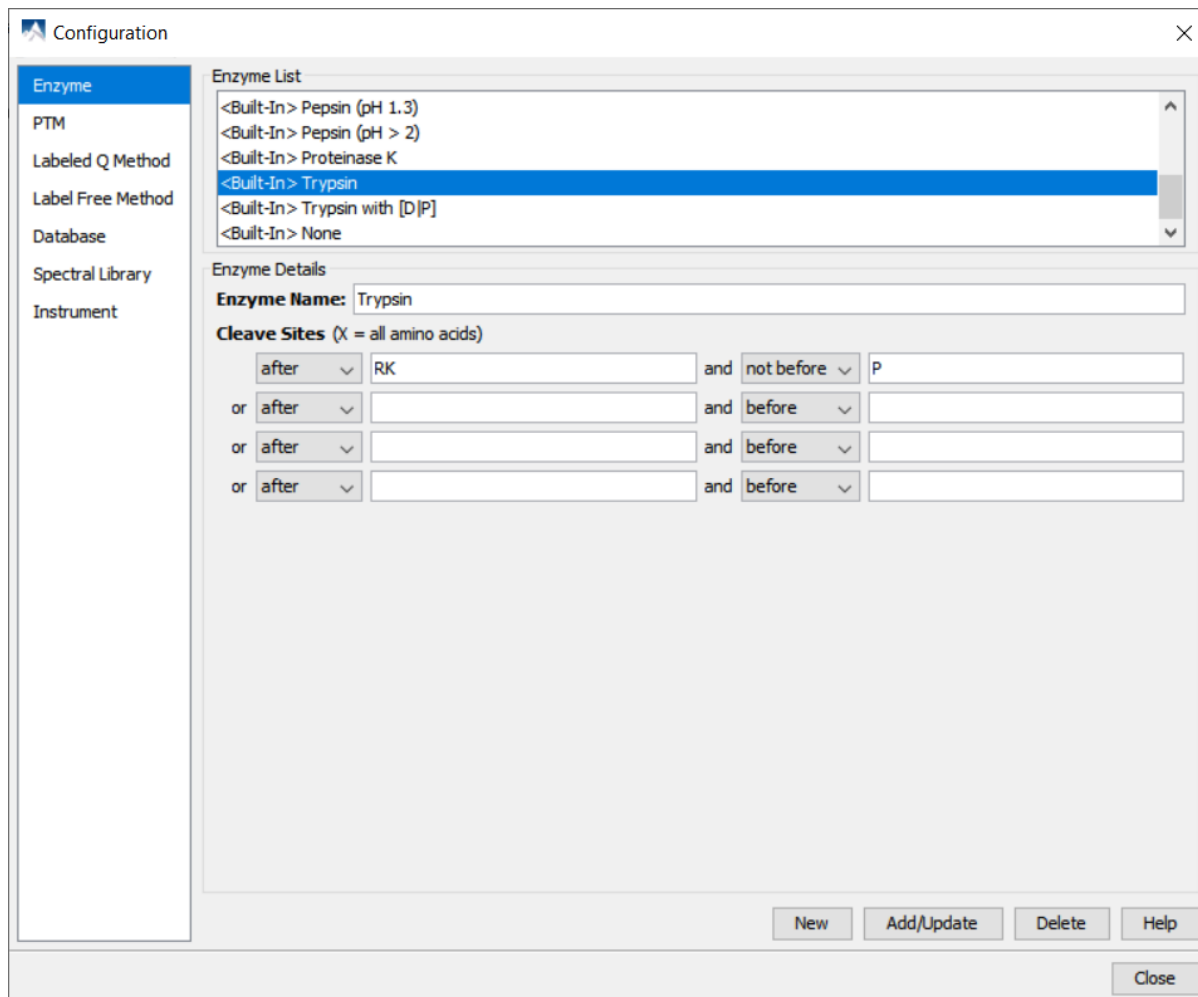 Configuration
Enzyme
PTM
Labeled Q Method
Label Free Method
Database
Spectral Library
Instrument
Enzyme List
<Built-In> Pepsin (pH 1.3)
<Built-In> Pepsin (pH > 2)
<Built-In> Proteinase K
<Built-In> Trypsin
<Built-In> Trypsin with [D|P]
<Built-In> None
Enzyme Details
Enzyme Name: Trypsin
Cleave Sites (X = all amino acids)
after RK and not before P
or after and before
or after and before
or after and before
New Add/Update Delete Help
Close